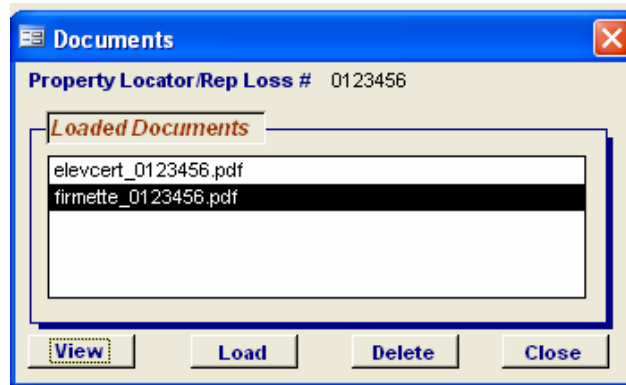 Documents
Property Locator/Rep Loss # 0123456
Loaded Documents
elevcert_0123456.pdf
firmette_0123456.pdf
View Load Delete Close